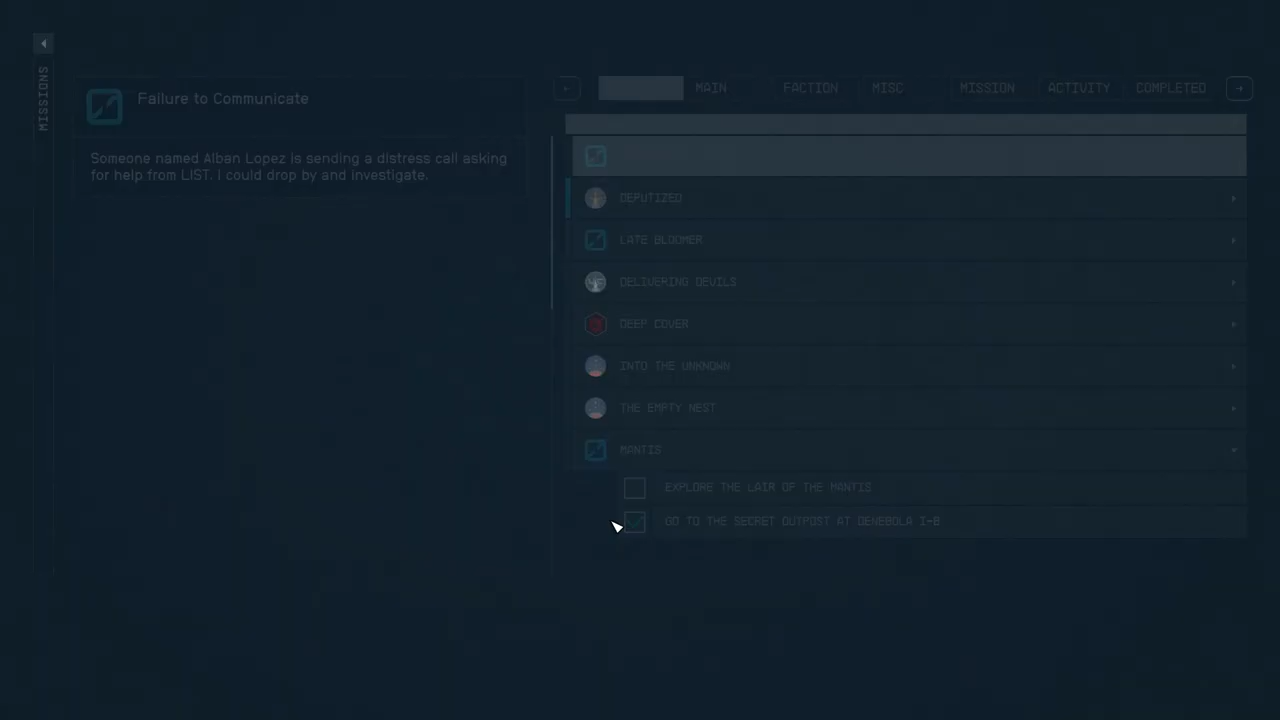 MISSIONS
Failure to Communicate
Someone named Alban Lopez is sending a distress call asking
for help from LIST. I could drop by and investigate.
MAIN
FACTION
MISC
MISSION
ACTIVITY
COMPLETED
DEPUTIZED
LATE BLOOMER
DELIVERING DEVILS
DEEP COVER
INTO THE UNKNOWN
THE EMPTY NEST
MANTIS
EXPLORE THE LAIR OF THE MANTIS
GO TO THE SECRET OUTPOST AT DENEBOLA I-B